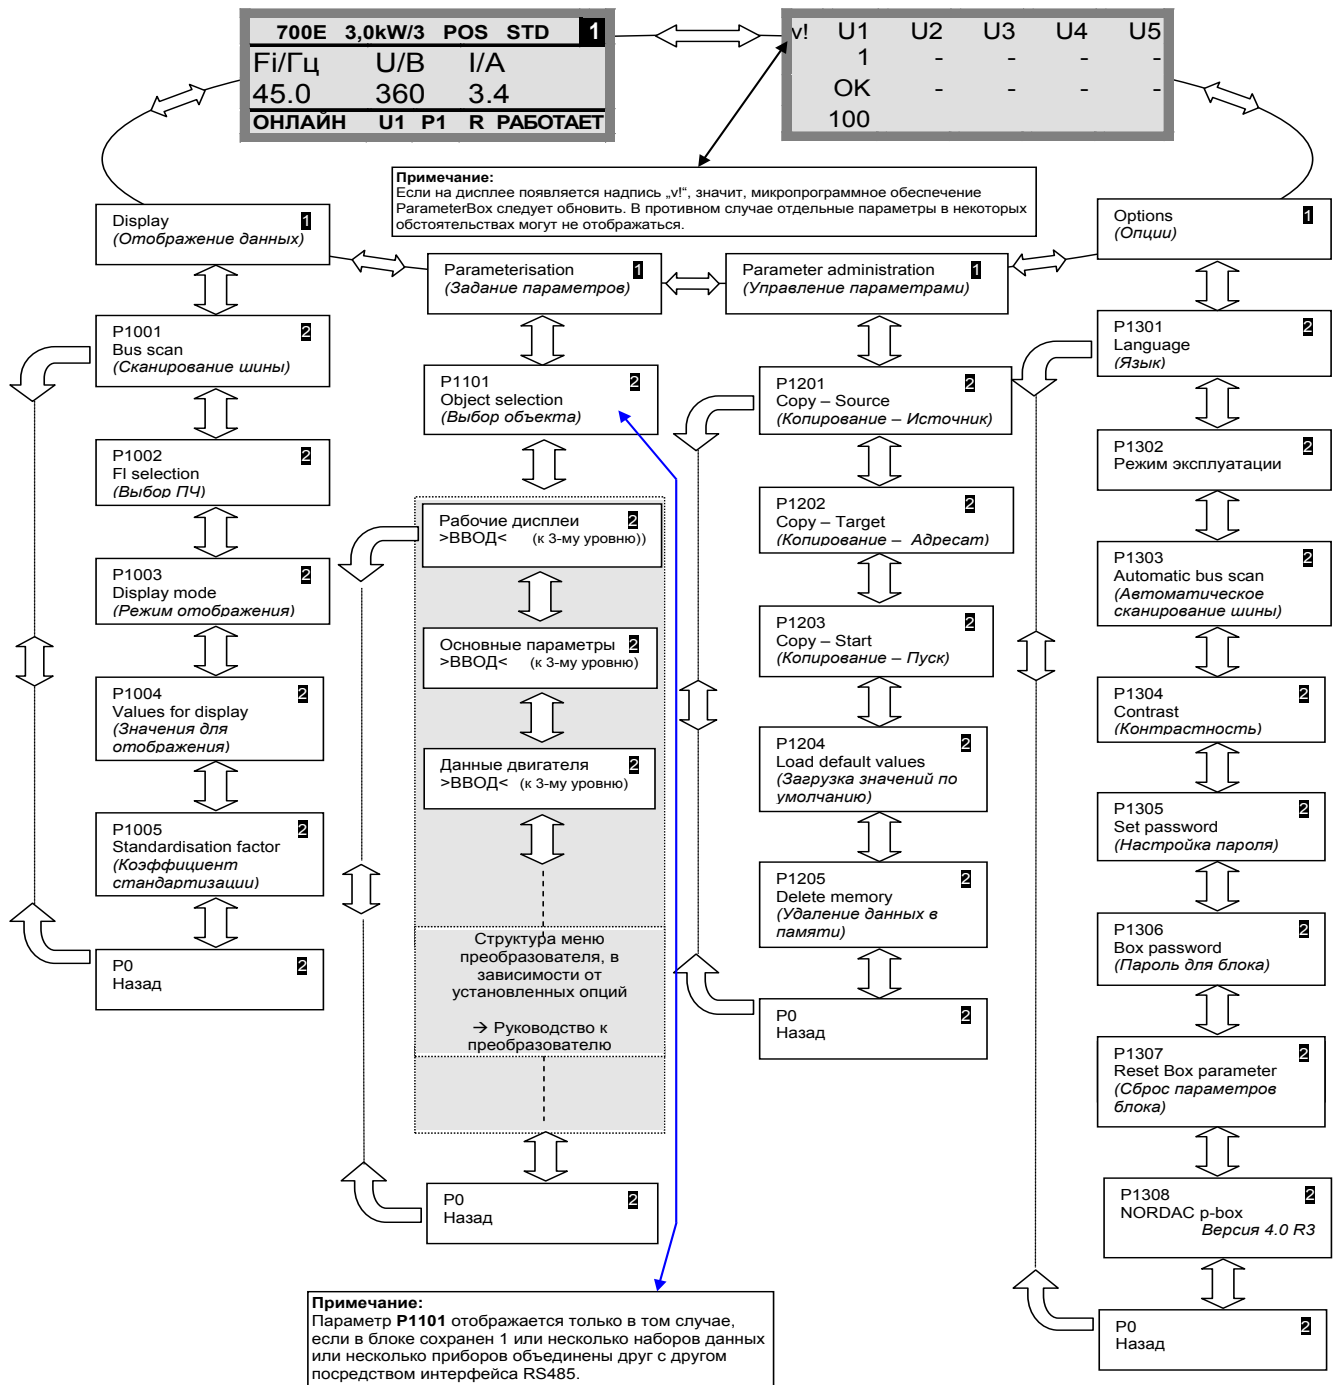 700E 3,0kW/3 POS STD 1
Fi/Гц U/В I/A
45.0 360 3.4
ОНЛАЙН U1 P1 R РАБОТАЕТ
v! U1 U2 U3 U4 U5
1 - - - -
OK - - - -
100
Примечание:
Если на дисплее появляется надпись „v!“, значит, микропрограммное обеспечение
ParameterBox следует обновить. В противном случае отдельные параметры в некоторых
обстоятельствах могут не отображаться.
Display 1
(Отображение данных)
P1001 2
Bus scan
(Сканирование шины)
P1002 2
FI selection
(Выбор ПЧ)
P1003 2
Display mode
(Режим отображения)
P1004 2
Values for display
(Значения для
отображения)
P1005 2
Standardisation factor
(Коэффициент
стандартизации)
P0 2
Назад
Parameterisation 1
(Задание параметров)
P1101 2
Object selection
(Выбор объекта)
Рабочие дисплеи 2
>ВВОД< (к 3-му уровню))
Основные параметры 2
>ВВОД< (к 3-му уровню)
Данные двигателя 2
>ВВОД< (к 3-му уровню)
Структура меню
преобразователя, в
зависимости от
установленных опций
→ Руководство к
преобразователю
P0 2
Назад
Parameter administration 1
(Управление параметрами)
P1201 2
Copy – Source
(Копирование – Источник)
P1202 2
Copy – Target
(Копирование – Адресат)
P1203 2
Copy – Start
(Копирование – Пуск)
P1204 2
Load default values
(Загрузка значений по
умолчанию)
P1205 2
Delete memory
(Удаление данных в
памяти)
P0 2
Назад
Options 1
(Опции)
P1301 2
Language
(Язык)
P1302 2
Режим эксплуатации
P1303 2
Automatic bus scan
(Автоматическое
сканирование шины)
P1304 2
Contrast
(Контрастность)
P1305 2
Set password
(Настройка пароля)
P1306 2
Box password
(Пароль для блока)
P1307 2
Reset Box parameter
(Сброс параметров
блока)
P1308 2
NORDAC p-box
Версия 4.0 R3
P0 2
Назад
Примечание:
Параметр P1101 отображается только в том случае,
если в блоке сохранен 1 или несколько наборов данных
или несколько приборов объединены друг с другом
посредством интерфейса RS485.